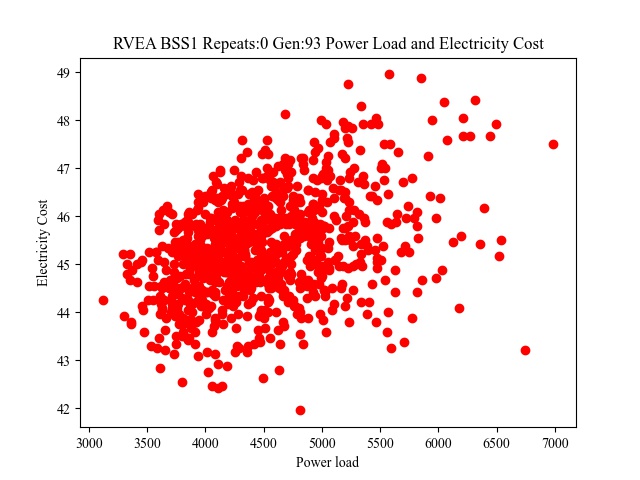 RVEA BSS1 Repeats:0 Gen:93 Power Load and Electricity Cost
49
48
47
46
45
44
43
42
Electricity Cost
3000 3500 4000 4500 5000 5500 6000 6500 7000
Power load